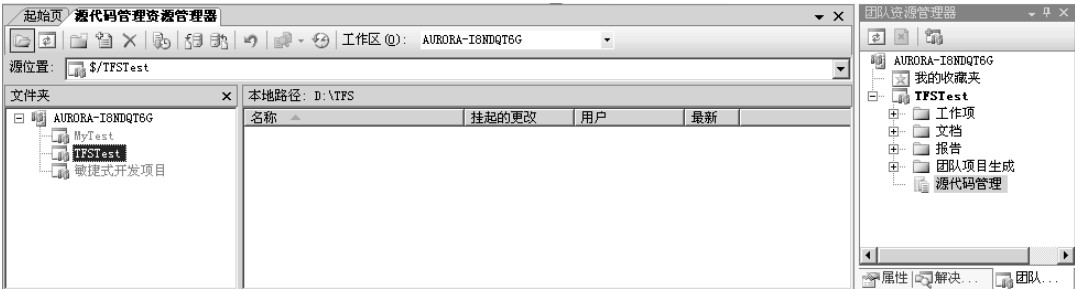 起始页 源代码管理资源管理器
工作区(O): AURORA-I8NDQT6G
源位置: $/TFSTest
文件夹
AURORA-I8NDQT6G
MyTest
TFSTest
敏捷式开发项目
本地路径: D:\TFS
名称 挂起的更改 用户 最新
团队资源管理器
AURORA-I8NDQT6G
我的收藏夹
TFSTest
工作项
文档
报告
团队项目生成
源代码管理
属性 解决... 团队...